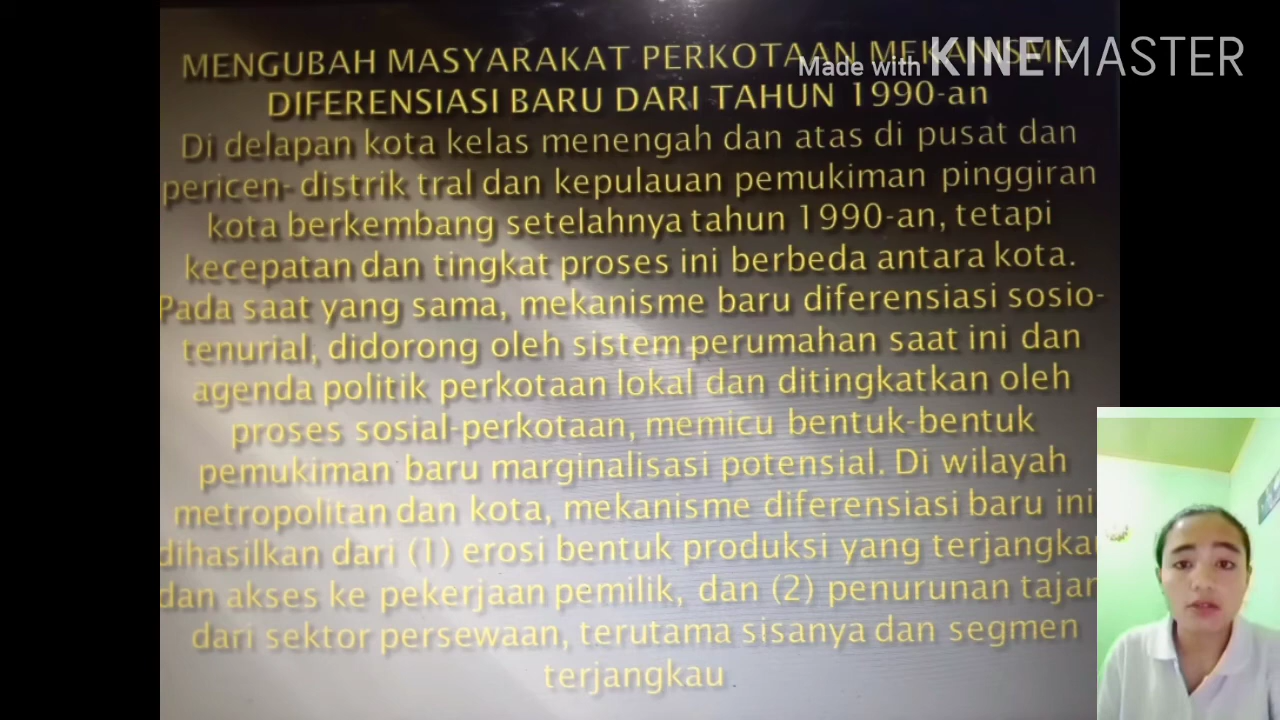 MENGUBAH MASYARAKAT PERKOTAAN MEKANISME
Made with KINEMASTER
DIFERENSIASI BARU DARI TAHUN 1990-an
Di delapan kota kelas menengah dan atas di pusat dan
pericen- distrik tral dan kepulauan pemukiman pinggiran
kota berkembang setelahnya tahun 1990-an, tetapi
kecepatan dan tingkat proses ini berbeda antara kota.
Pada saat yang sama, mekanisme baru diferensiasi sosio-
tenurial, didorong oleh sistem perumahan saat ini dan
agenda politik perkotaan lokal dan ditingkatkan oleh
proses sosial-perkotaan, memicu bentuk-bentuk
pemukiman baru marginalisasi potensial. Di wilayah
metropolitan dan kota, mekanisme diferensiasi baru ini
dihasilkan dari (1) erosi bentuk produksi yang terjangka
dan akses ke pekerjaan pemilik, dan (2) penurunan tajam
dari sektor persewaan, terutama sisanya dan segmen
terjangkau